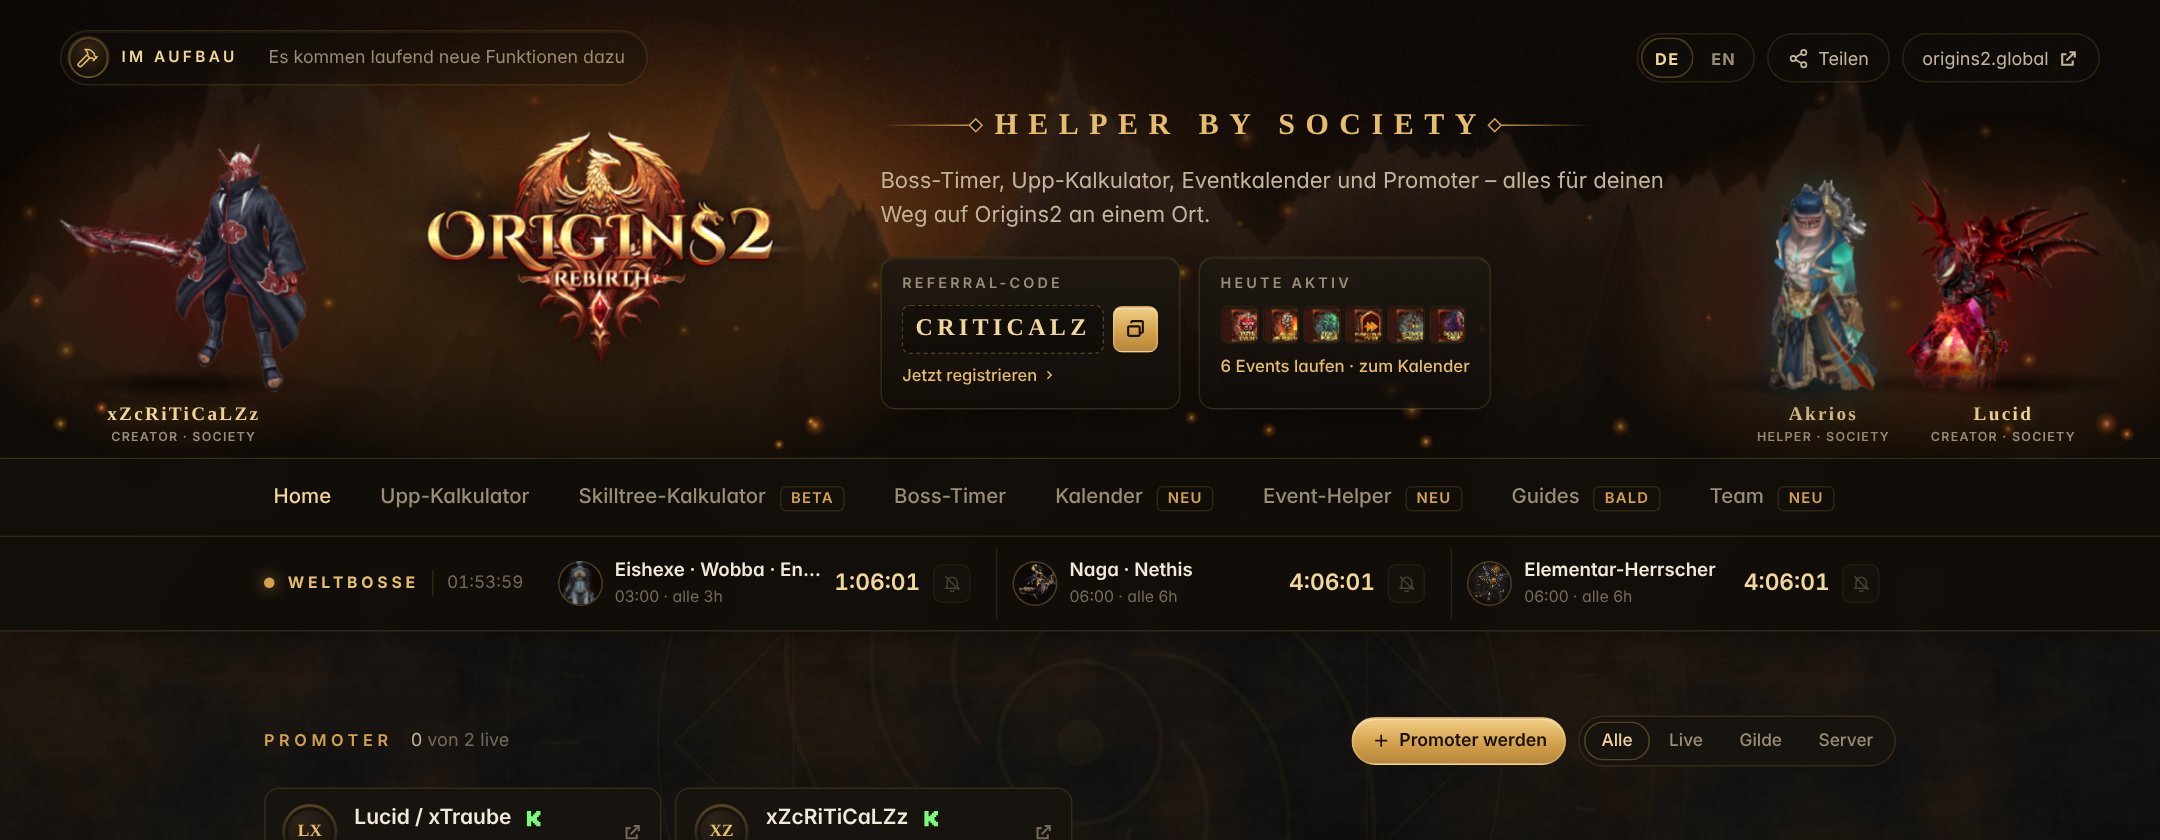 IM AUFBAU Es kommen laufend neue Funktionen dazu
DE EN Teilen origins2.global
HELPER BY SOCIETY
Boss-Timer, Upp-Kalkulator, Eventkalender und Promoter – alles für deinen
Weg auf Origins2 an einem Ort.
ORIGINS2
REBIRTH
REFERRAL-CODE
CRITICALZ
Jetzt registrieren
HEUTE AKTIV
6 Events laufen · zum Kalender
xZcRiTiCaLZz
CREATOR · SOCIETY
Akrios
HELPER · SOCIETY
Lucid
CREATOR · SOCIETY
Home Upp-Kalkulator Skilltree-Kalkulator BETA Boss-Timer Kalender NEU Event-Helper NEU Guides BALD Team NEU
WELTBOSSE 01:53:59
Eishexe · Wobba · En... 1:06:01
03:00 · alle 3h
Naga · Nethis 4:06:01
06:00 · alle 6h
Elementar-Herrscher 4:06:01
06:00 · alle 6h
PROMOTER 0 von 2 live
+ Promoter werden Alle Live Gilde Server
LX Lucid / xTraube
XZ xZcRiTiCaLZz